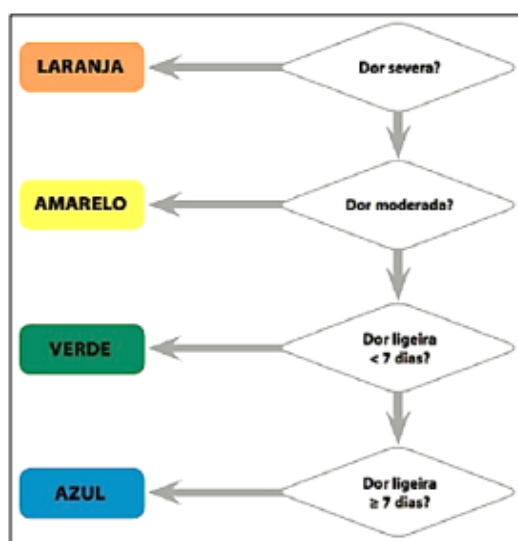 LARANJA
Dor severa?
AMARELO
Dor moderada?
VERDE
Dor ligeira
< 7 dias?
AZUL
Dor ligeira
≥ 7 dias?